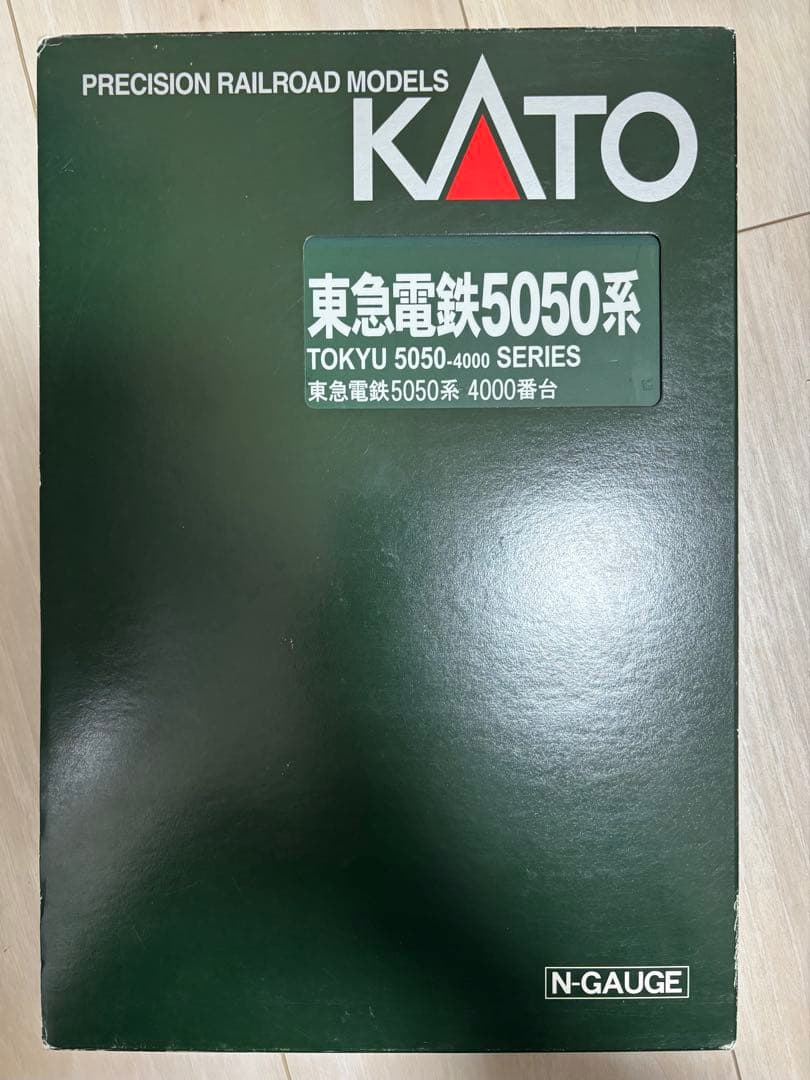 PRECISION RAILROAD MODELS
KATO
東急電鉄5050系
TOKYU 5050-4000 SERIES
東急電鉄5050系 4000番台
N-GAUGE